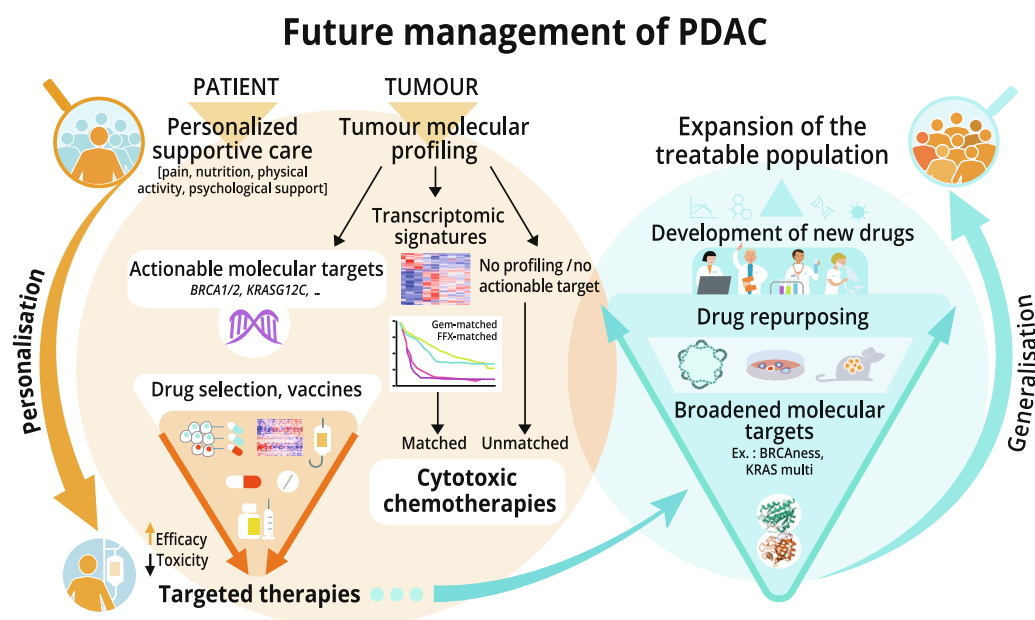 Future management of PDAC
PATIENT
Personalized
supportive care
[pain, nutrition, physical
activity, psychological support]
TUMOUR
Tumour molecular
profiling
Actionable molecular targets
BRCA1/2, KRASG12C, ..
Transcriptomic
signatures
No profiling/no
actionable target
Gem-matched
FFX-matched
Drug selection, vaccines
Matched
Unmatched
Cytotoxic
chemotherapies
Personalisation
Efficacy
Toxicity
Targeted therapies
Expansion of the
treatable population
Development of new drugs
Drug repurposing
Broadened molecular
targets
Ex. : BRCAness,
KRAS multi
Generalisation